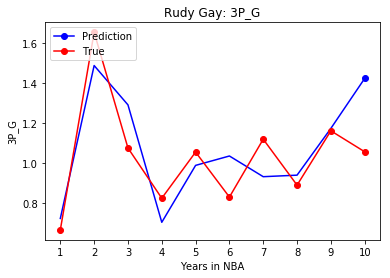 Rudy Gay: 3P_G
Prediction
True
1.6
1.4
1.2
1.0
0.8
3P_G
1 2 3 4 5 6 7 8 9 10
Years in NBA